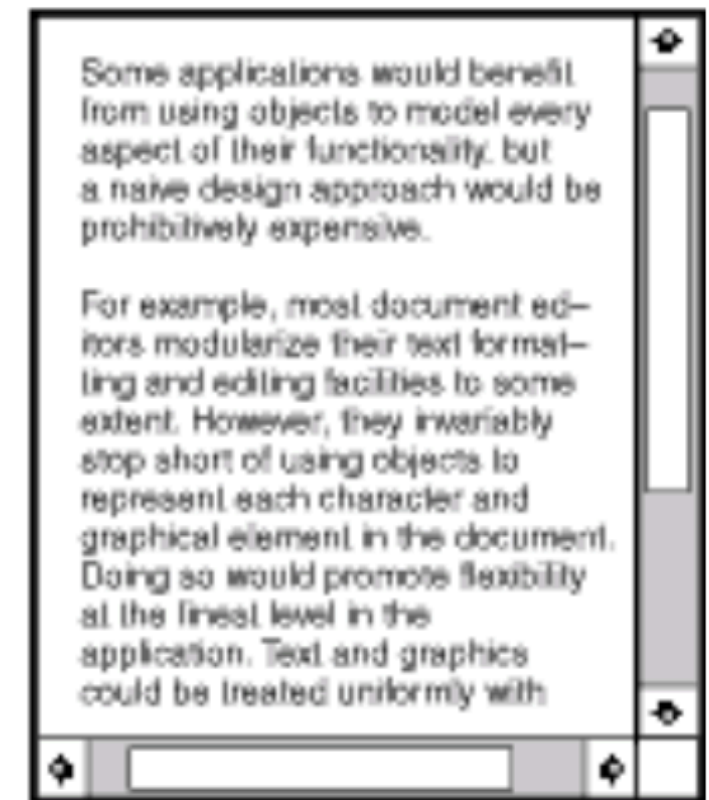 Some applications would benefit
from using objects to model every
aspect of their functionality, but
a naive design approach would be
prohibitively expensive.
For example, most document ed-
itors modularize their text format-
ting and editing facilities to some
extent. However, they invariably
stop short of using objects to
represent each character and
graphical element in the document.
Doing so would promote flexibility
at the finest level in the
application. Text and graphics
could be treated uniformly with